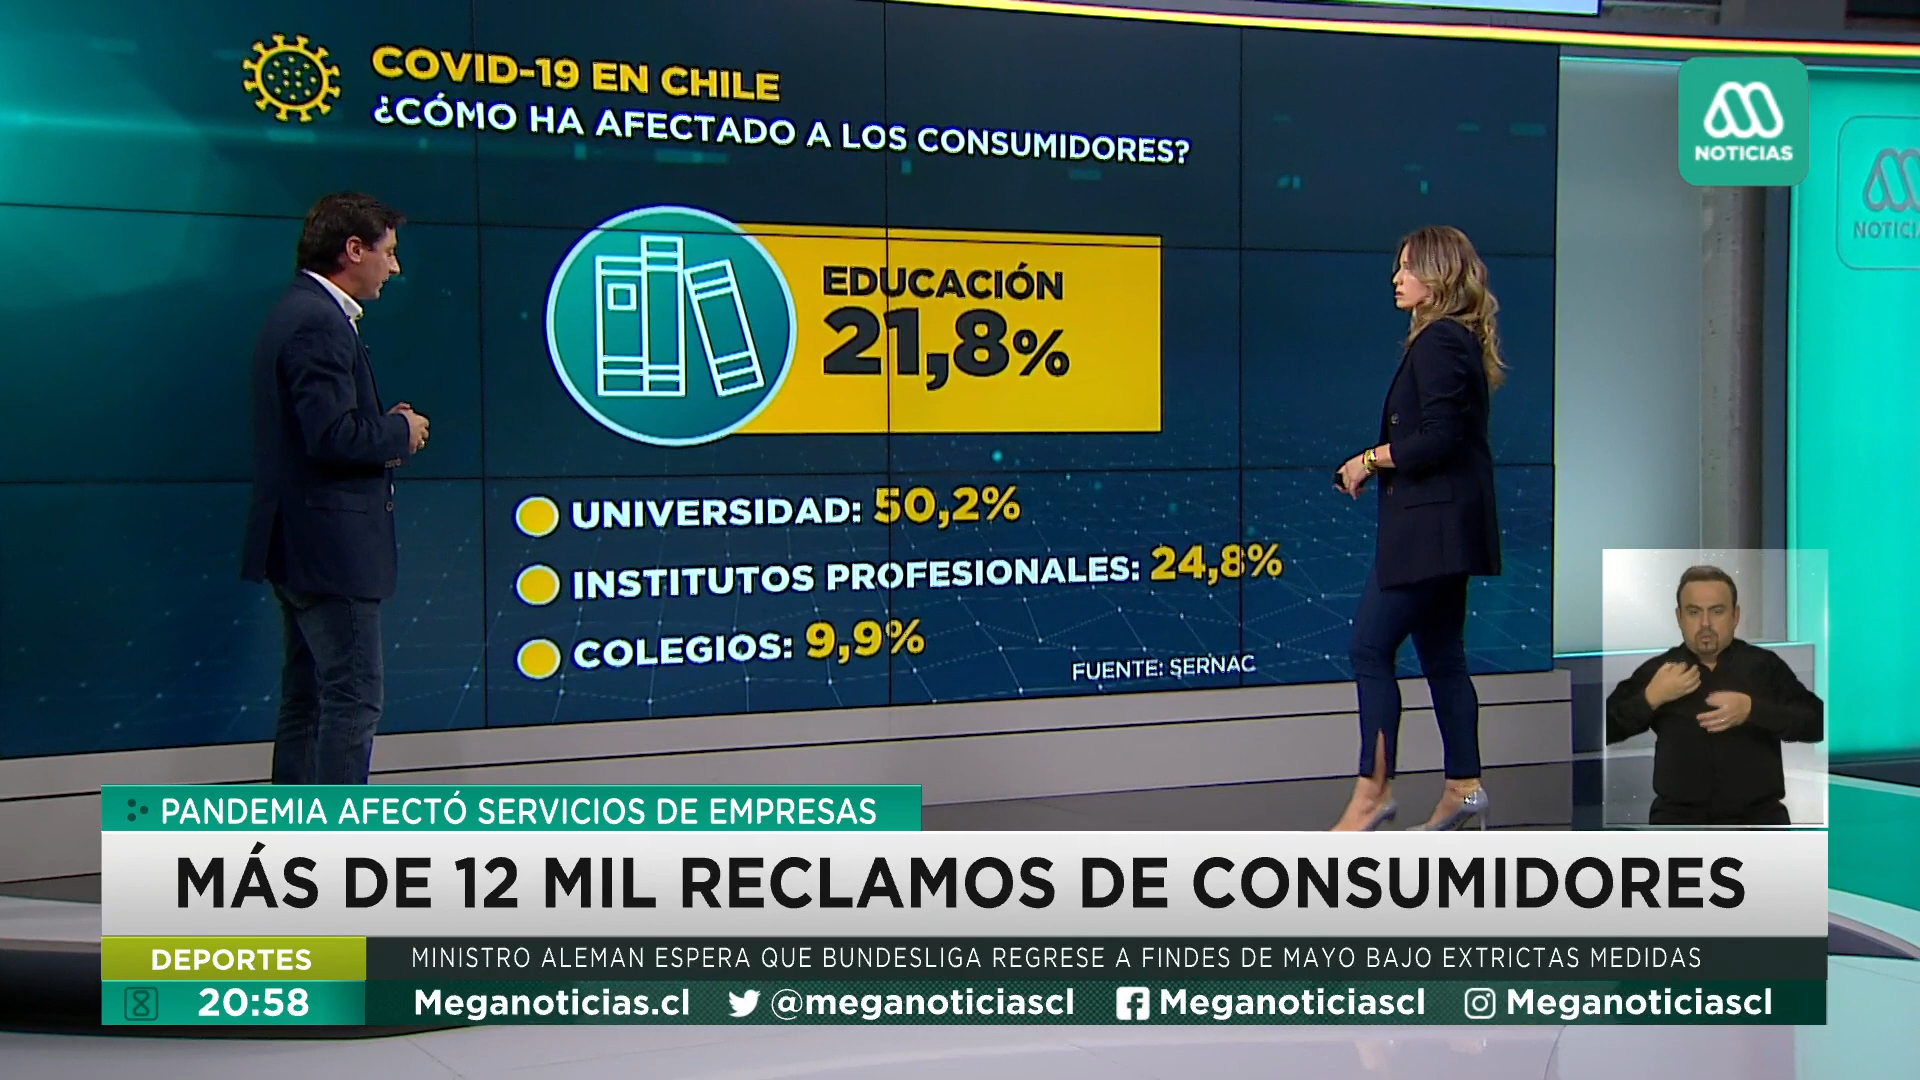 COVID-19 EN CHILE
¿CÓMO HA AFECTADO A LOS CONSUMIDORES?
NOTICIAS
NOTICI
EDUCACIÓN
21,8%
UNIVERSIDAD: 50,2%
INSTITUTOS PROFESIONALES: 24,8%
COLEGIOS: 9,9%
FUENTE: SERNAC
PANDEMIA AFECTÓ SERVICIOS DE EMPRESAS
MÁS DE 12 MIL RECLAMOS DE CONSUMIDORES
DEPORTES MINISTRO ALEMAN ESPERA QUE BUNDESLIGA REGRESE A FINDES DE MAYO BAJO EXTRICTAS MEDIDAS
20:58 Meganoticias.cl @meganoticiascl Meganoticiascl Meganoticiascl